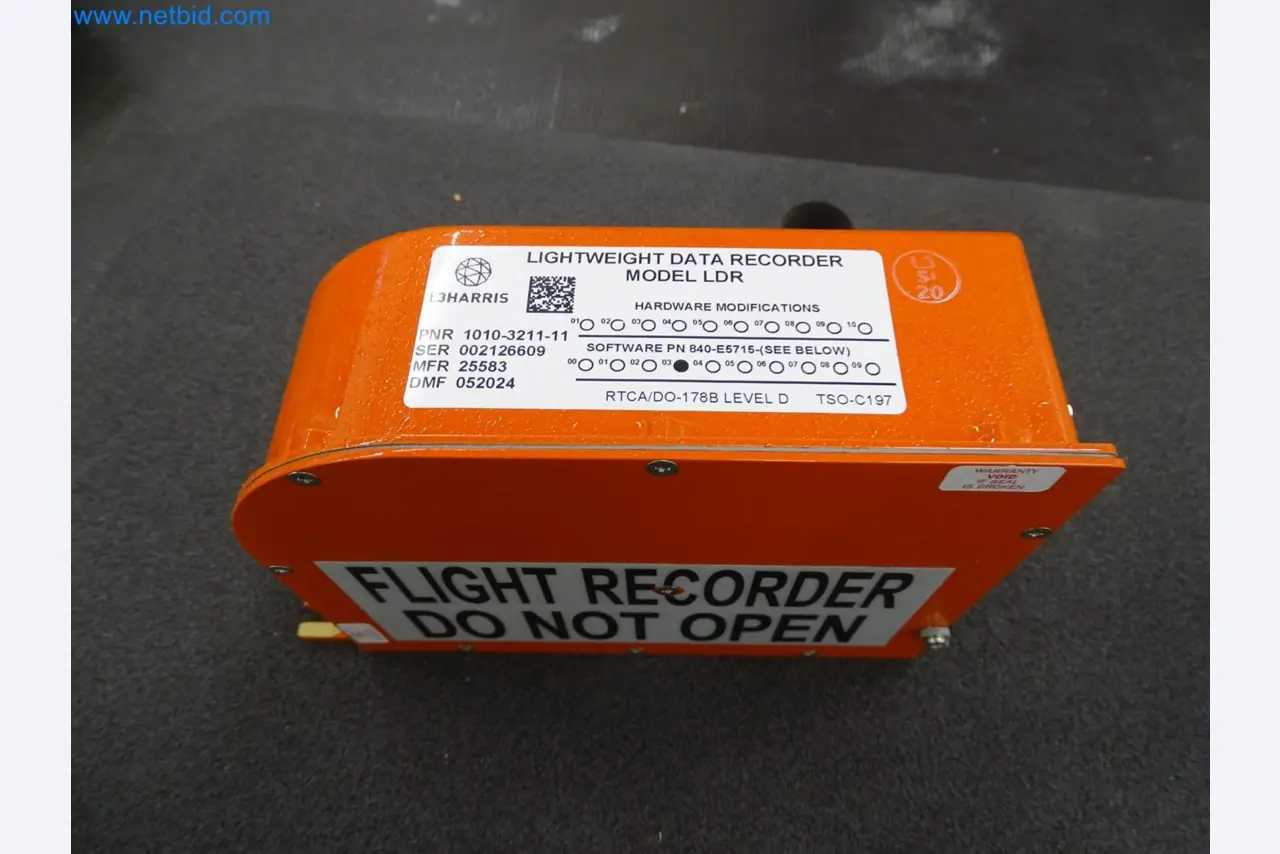 www.netbid.com
LIGHTWEIGHT DATA RECORDER
MODEL LDR
L3HARRIS
HARDWARE MODIFICATIONS
01 02 03 04 05 06 07 08 09 10
PNR 1010-3211-11
SER 002126609
MFR 25583
DMF 052024
SOFTWARE PN 840-E5715-(SEE BELOW)
00 01 02 03 04 05 06 07 08 09
RTCA/DO-178B LEVEL D TSO-C197
20
WARRANTY
VOID
IF SEAL
IS BROKEN
FLIGHT RECORDER
DO NOT OPEN